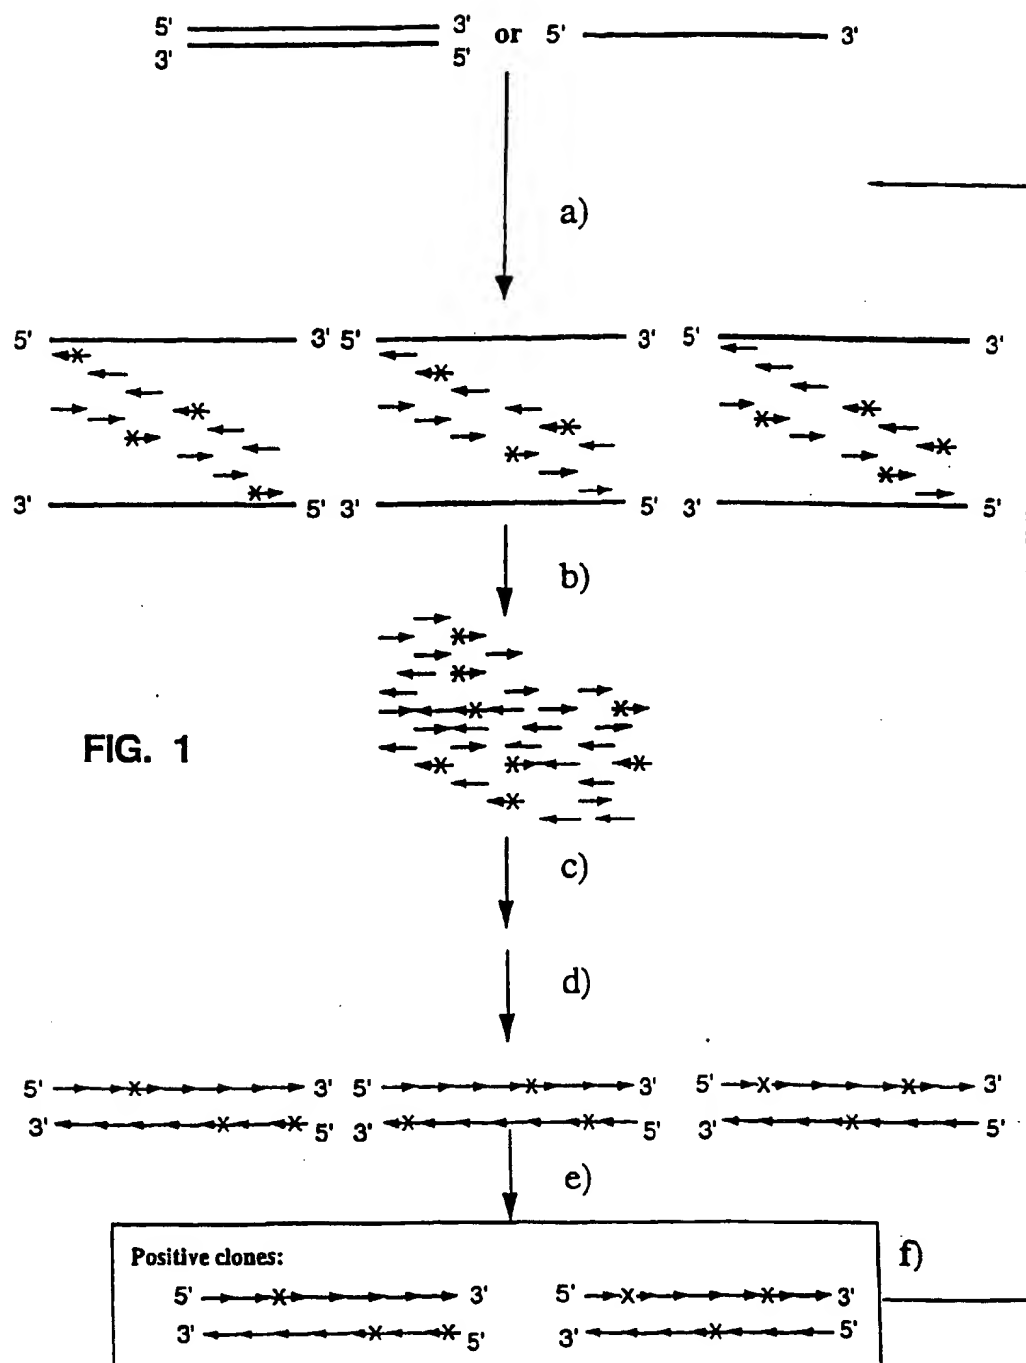 5' 3' or 5' 3'
3' 5'
a)
5' 3' 5' 3' 5' 3'
3' 5' 3' 5' 3' 5'
b)
FIG. 1
c)
d)
5' 3' 5' 3' 5' 3'
3' 5' 3' 5' 3' 5'
e)
Positive clones:
f)
5' 3' 5' 3'
3' 5' 3' 5'